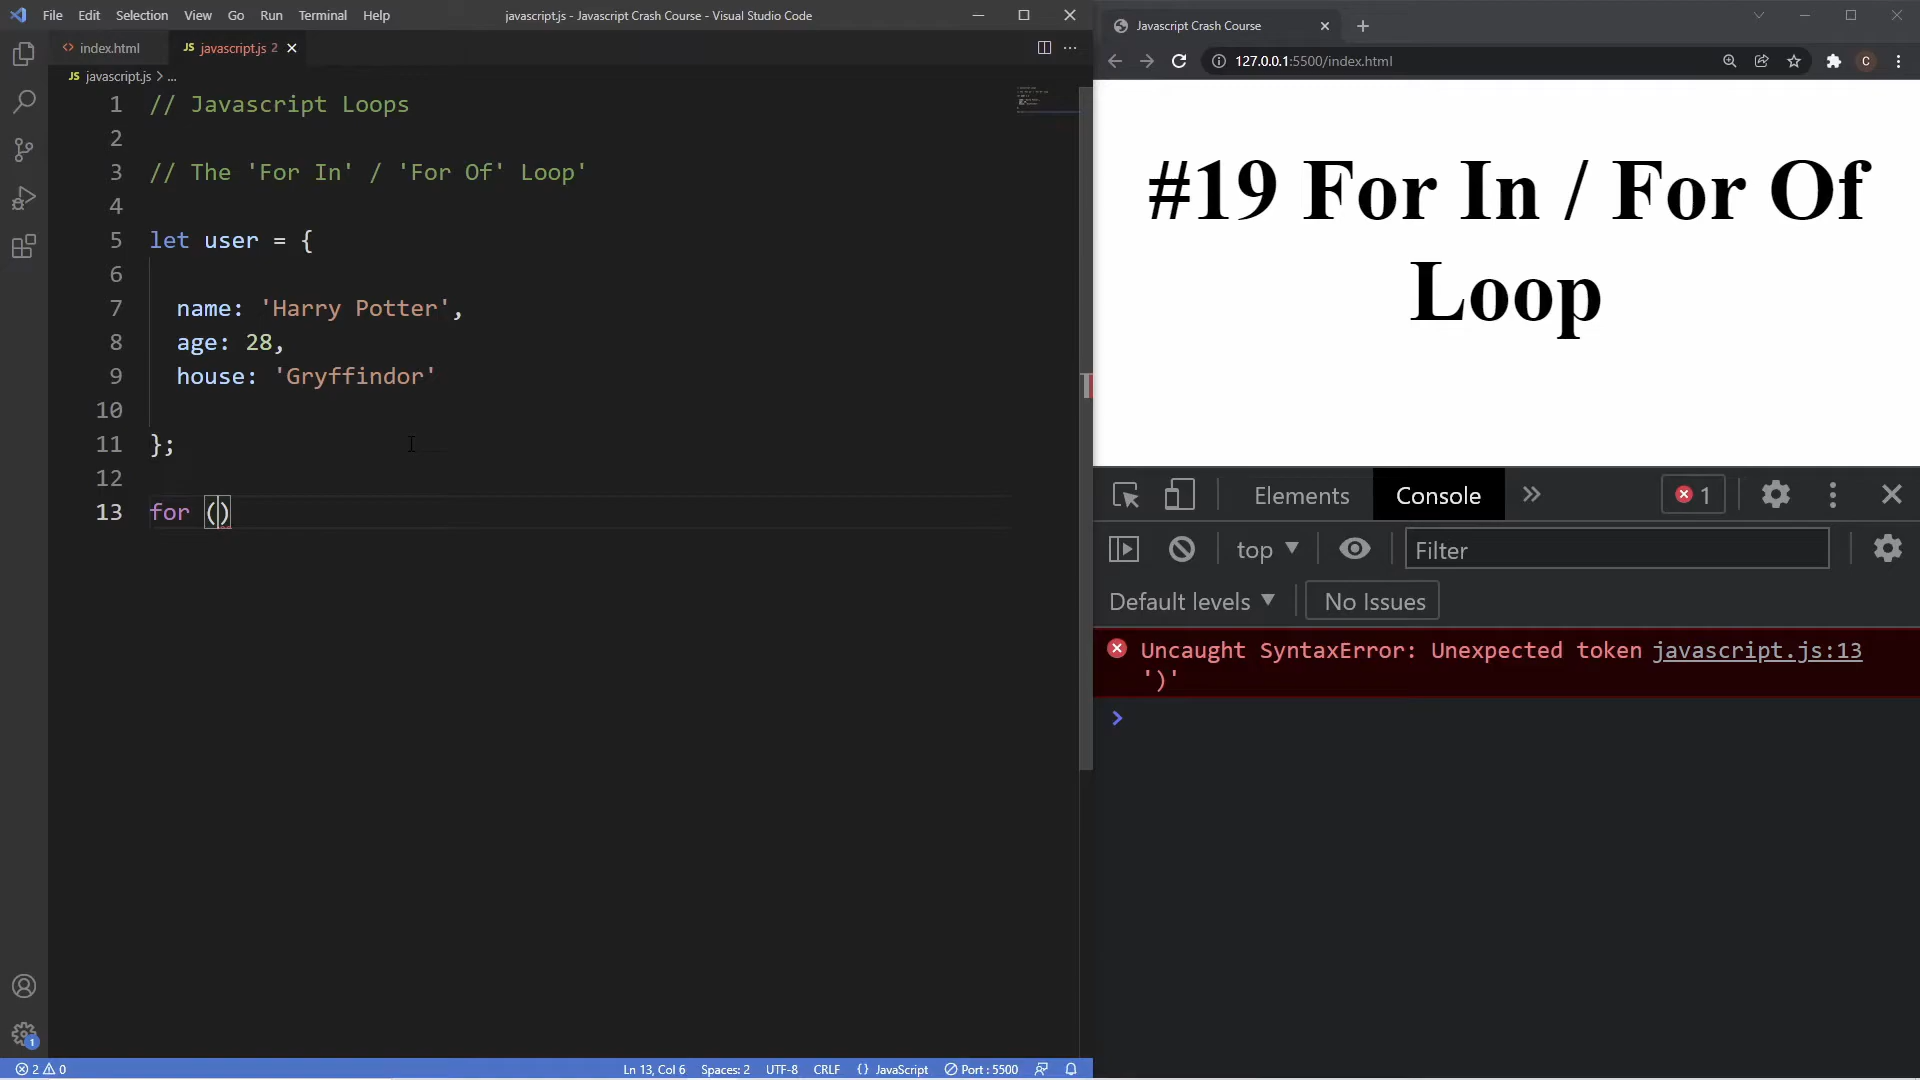 File Edit Selection View Go Run Terminal Help
javascript.js - Javascript Crash Course - Visual Studio Code
index.html
JS javascript.js 2
JS javascript.js > ...
1 // Javascript Loops
2
3 // The 'For In' / 'For Of' Loop'
4
5 let user = {
6
7 name: 'Harry Potter',
8 age: 28,
9 house: 'Gryffindor'
10
11 };
12
13 for ()
1
2 0
Ln 13, Col 6 Spaces: 2 UTF-8 CRLF {} JavaScript Port : 5500
Javascript Crash Course
127.0.0.1:5500/index.html
C
#19 For In / For Of
Loop
Elements Console 1
top Filter
Default levels No Issues
Uncaught SyntaxError: Unexpected token javascript.js:13
')'